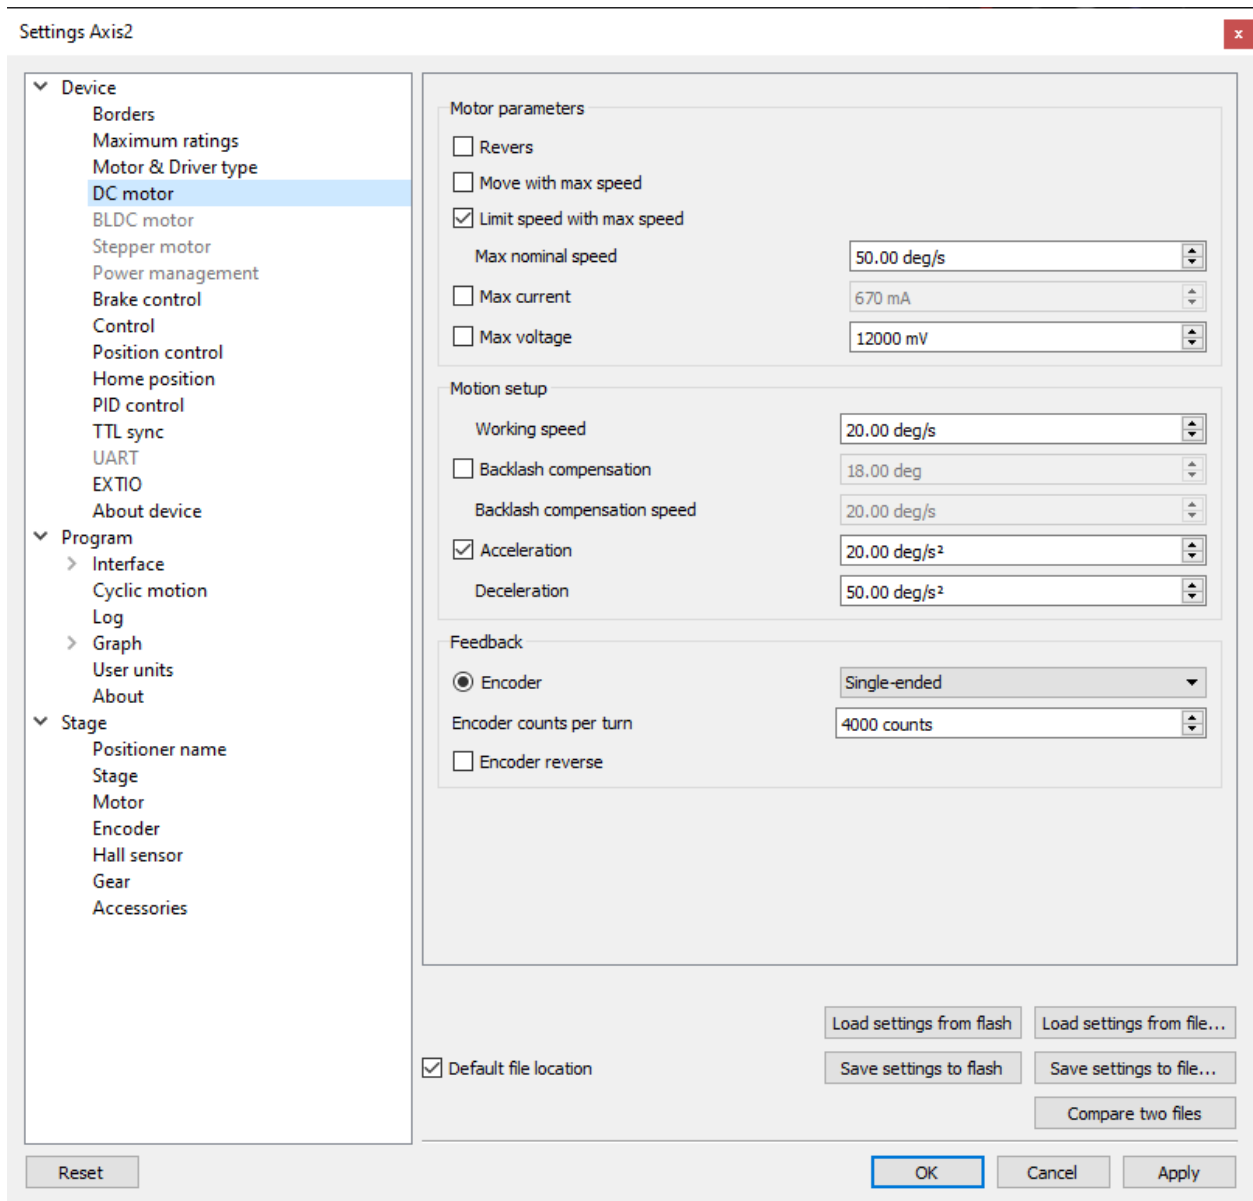 Settings Axis2
x
Device
Borders
Maximum ratings
Motor & Driver type
DC motor
BLDC motor
Stepper motor
Power management
Brake control
Control
Position control
Home position
PID control
TTL sync
UART
EXTIO
About device
Program
Interface
Cyclic motion
Log
Graph
User units
About
Stage
Positioner name
Stage
Motor
Encoder
Hall sensor
Gear
Accessories
Motor parameters
Revers
Move with max speed
Limit speed with max speed
Max nominal speed 50.00 deg/s
Max current 670 mA
Max voltage 12000 mV
Motion setup
Working speed 20.00 deg/s
Backlash compensation 18.00 deg
Backlash compensation speed 20.00 deg/s
Acceleration 20.00 deg/s²
Deceleration 50.00 deg/s²
Feedback
Encoder Single-ended
Encoder counts per turn 4000 counts
Encoder reverse
Load settings from flash Load settings from file...
Default file location Save settings to flash Save settings to file...
Compare two files
Reset OK Cancel Apply